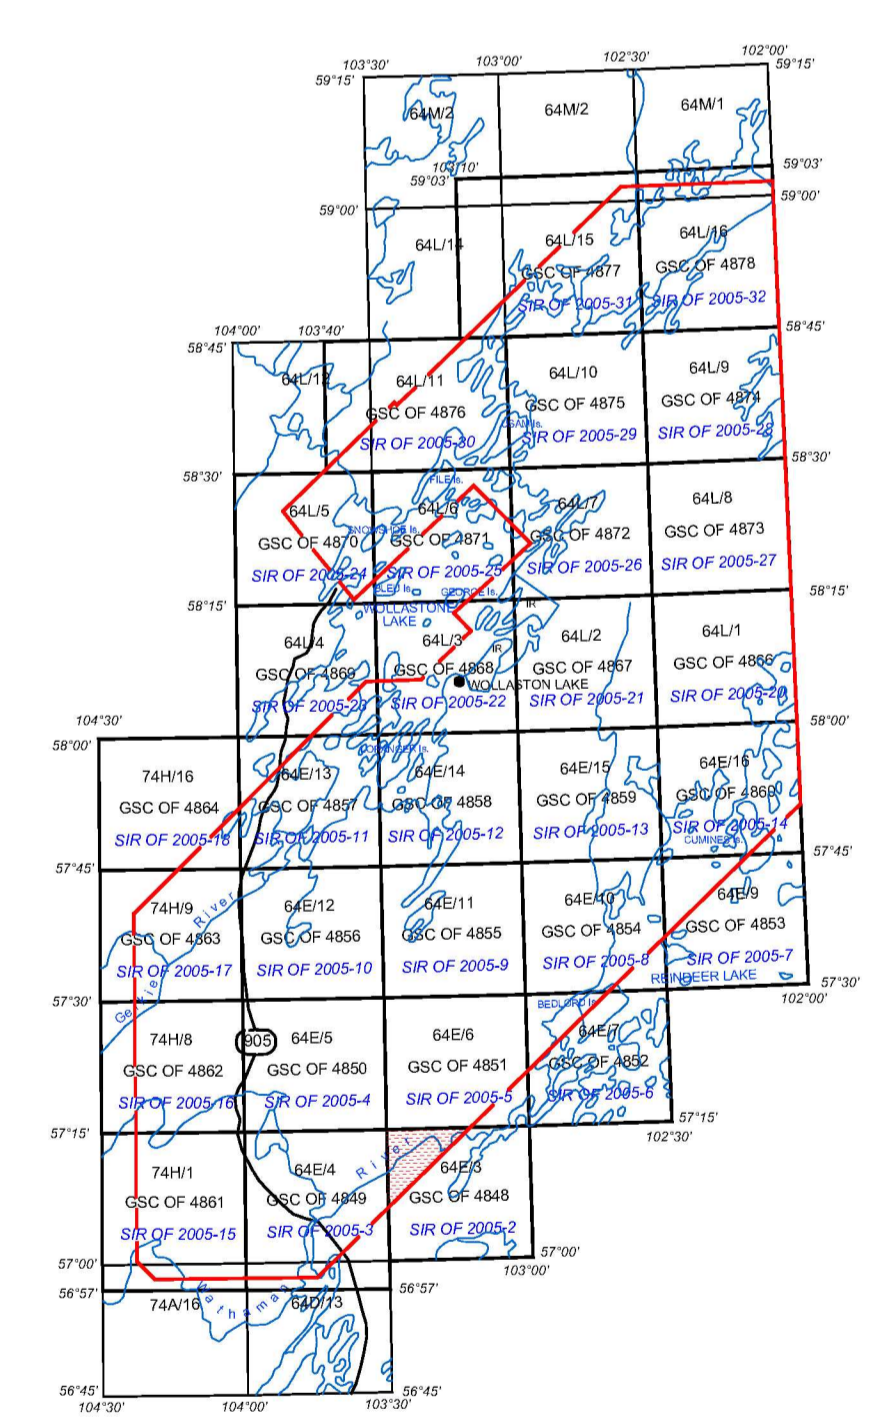 103°30'
103°00'
102°30'
102°00'
59°15'
59°15'
64M/2
64M/2
64M/1
103°10'
59°03'
59°03'
59°00'
59°00'
64L/14
64L/15
GSC OF 4877
SIR OF 2005-31
64L/16
GSC OF 4878
SIR OF 2005-32
104°00'
103°40'
58°45'
58°45'
64L/12
64L/11
GSC OF 4876
SIR OF 2005-30
64L/10
GSC OF 4875
SIR OF 2005-29
64L/9
GSC OF 4874
SIR OF 2005-28
58°30'
58°30'
FILE Is.
64L/5
GSC OF 4870
SIR OF 2005-24
SNOWSHOE Is.
64L/6
GSC OF 4871
SIR OF 2005-25
64L/7
GSC OF 4872
SIR OF 2005-26
64L/8
GSC OF 4873
SIR OF 2005-27
BLEU Is.
GEORGE Is.
58°15'
58°15'
WOLLASTON
LAKE
IR
64L/4
GSC OF 4869
SIR OF 2005-23
64L/3
IR
GSC OF 4868
SIR OF 2005-22
WOLLASTON LAKE
64L/2
GSC OF 4867
SIR OF 2005-21
64L/1
GSC OF 4866
SIR OF 2005-20
104°30'
58°00'
58°00'
74H/16
GSC OF 4864
SIR OF 2005-18
64E/13
GSC OF 4857
SIR OF 2005-11
64E/14
GSC OF 4858
SIR OF 2005-12
64E/15
GSC OF 4859
SIR OF 2005-13
64E/16
GSC OF 4860
SIR OF 2005-14
CUMINES Is.
57°45'
57°45'
74H/9
GSC OF 4863
SIR OF 2005-17
Geikie River
64E/12
GSC OF 4856
SIR OF 2005-10
64E/11
GSC OF 4855
SIR OF 2005-9
64E/10
GSC OF 4854
SIR OF 2005-8
64E/9
GSC OF 4853
SIR OF 2005-7
REINDEER LAKE
57°30'
57°30'
102°00'
74H/8
GSC OF 4862
SIR OF 2005-16
905
64E/5
GSC OF 4850
SIR OF 2005-4
64E/6
GSC OF 4851
SIR OF 2005-5
64E/7
GSC OF 4852
SIR OF 2005-6
57°15'
57°15'
102°30'
74H/1
GSC OF 4861
SIR OF 2005-15
64E/4
GSC OF 4849
SIR OF 2005-3
River
64E/3
GSC OF 4848
SIR OF 2005-2
57°00'
57°00'
103°00'
56°57'
56°57'
74A/16
Wathaman
64D/13
56°45'
56°45'
104°30'
104°00'
103°30'